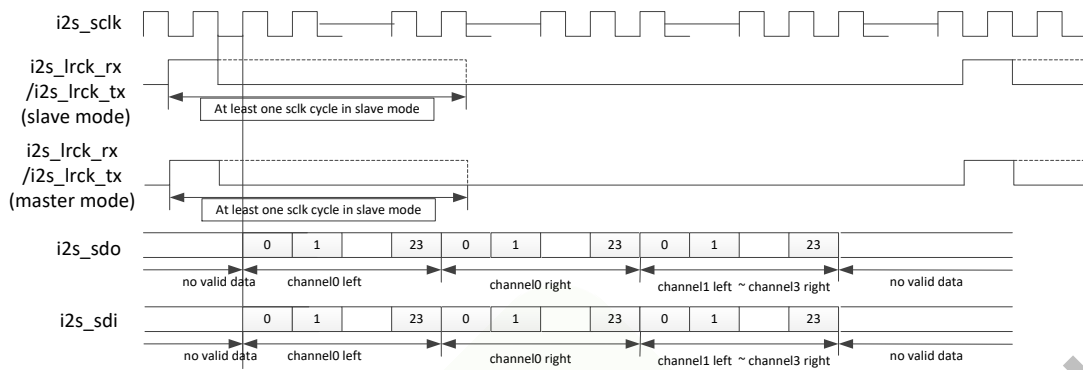 i2s_sclk
i2s_lrck_rx
/i2s_lrck_tx
(slave mode)
At least one sclk cycle in slave mode
i2s_lrck_rx
/i2s_lrck_tx
(master mode)
At least one sclk cycle in slave mode
i2s_sdo
0 1 23 0 1 23 0 1 23
no valid data channel0 left channel0 right channel1 left ~ channel3 right no valid data
i2s_sdi
0 1 23 0 1 23 0 1 23
no valid data channel0 left channel0 right channel1 left ~ channel3 right no valid data